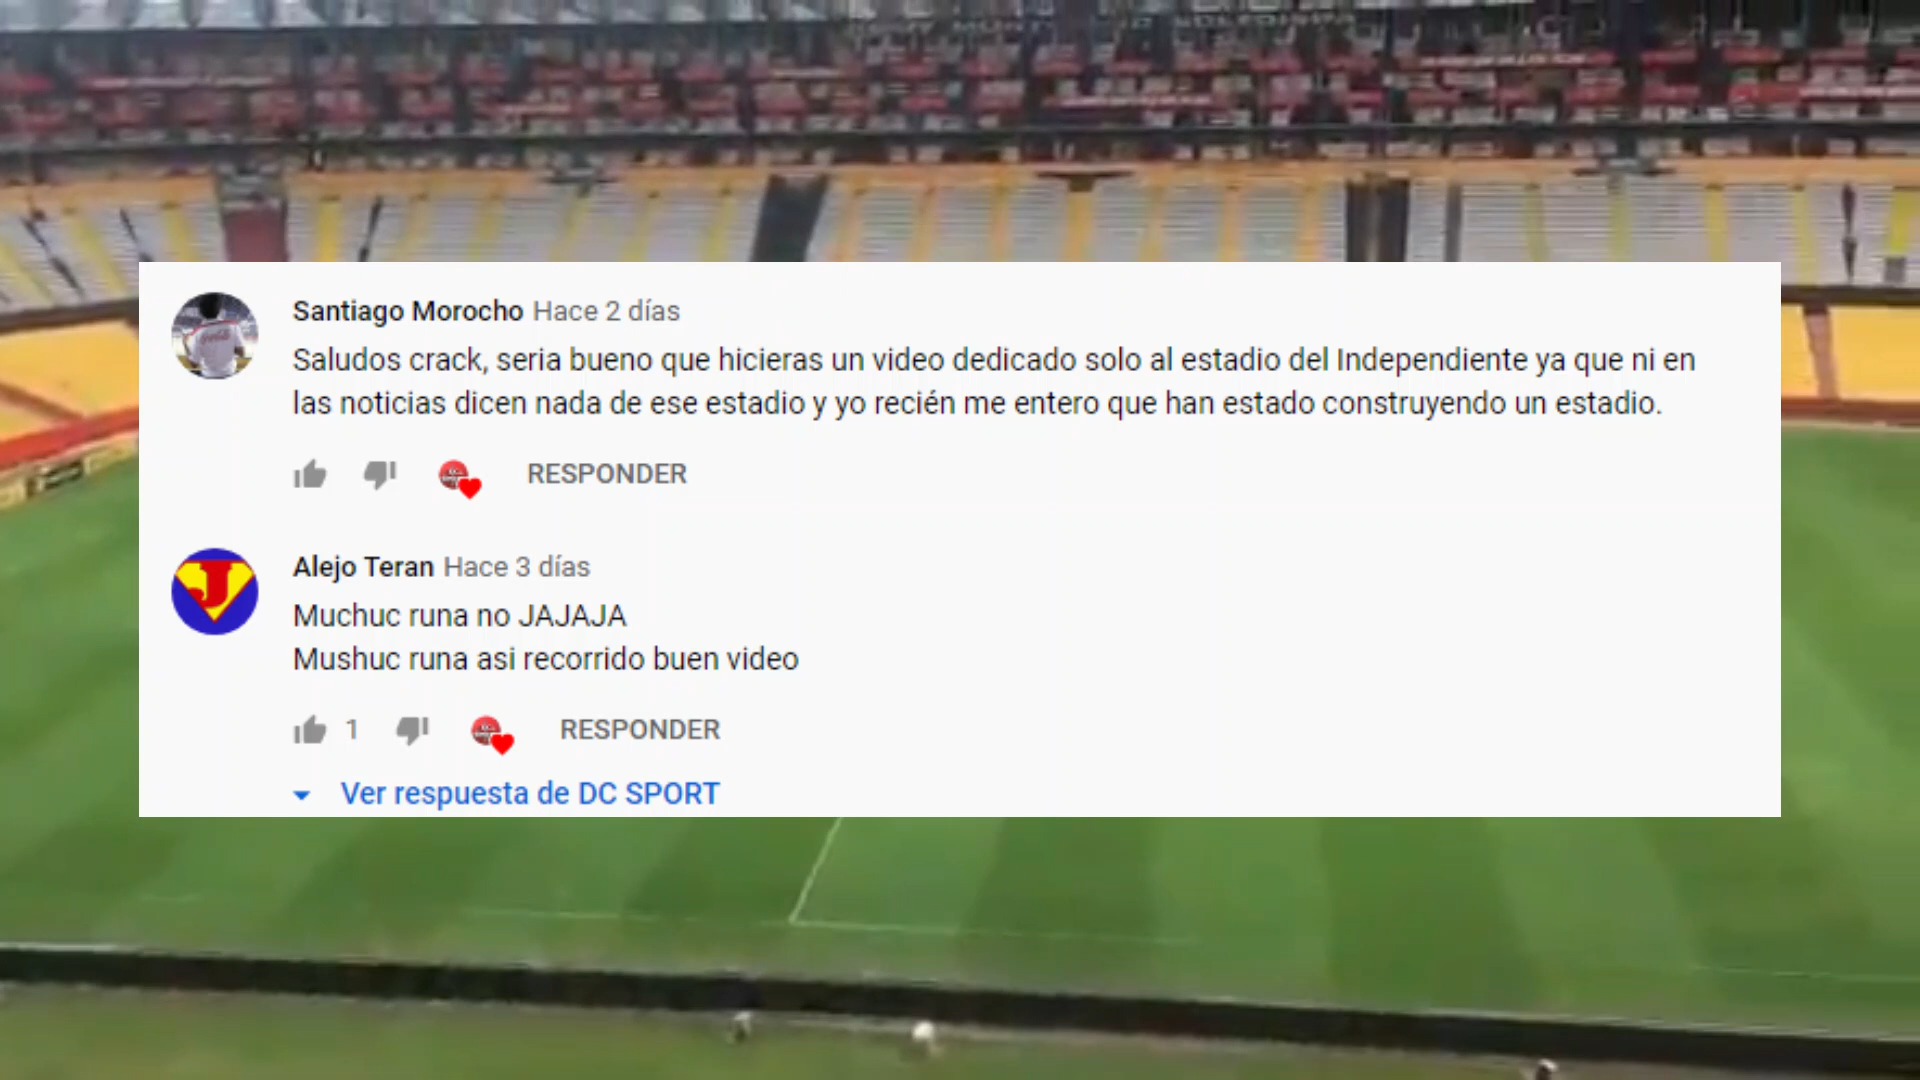 Santiago Morocho Hace 2 días
Saludos crack, seria bueno que hicieras un video dedicado solo al estadio del Independiente ya que ni en
las noticias dicen nada de ese estadio y yo recién me entero que han estado construyendo un estadio.
RESPONDER
Alejo Teran Hace 3 días
Muchuc runa no JAJAJA
Mushuc runa asi recorrido buen video
1 RESPONDER
Ver respuesta de DC SPORT